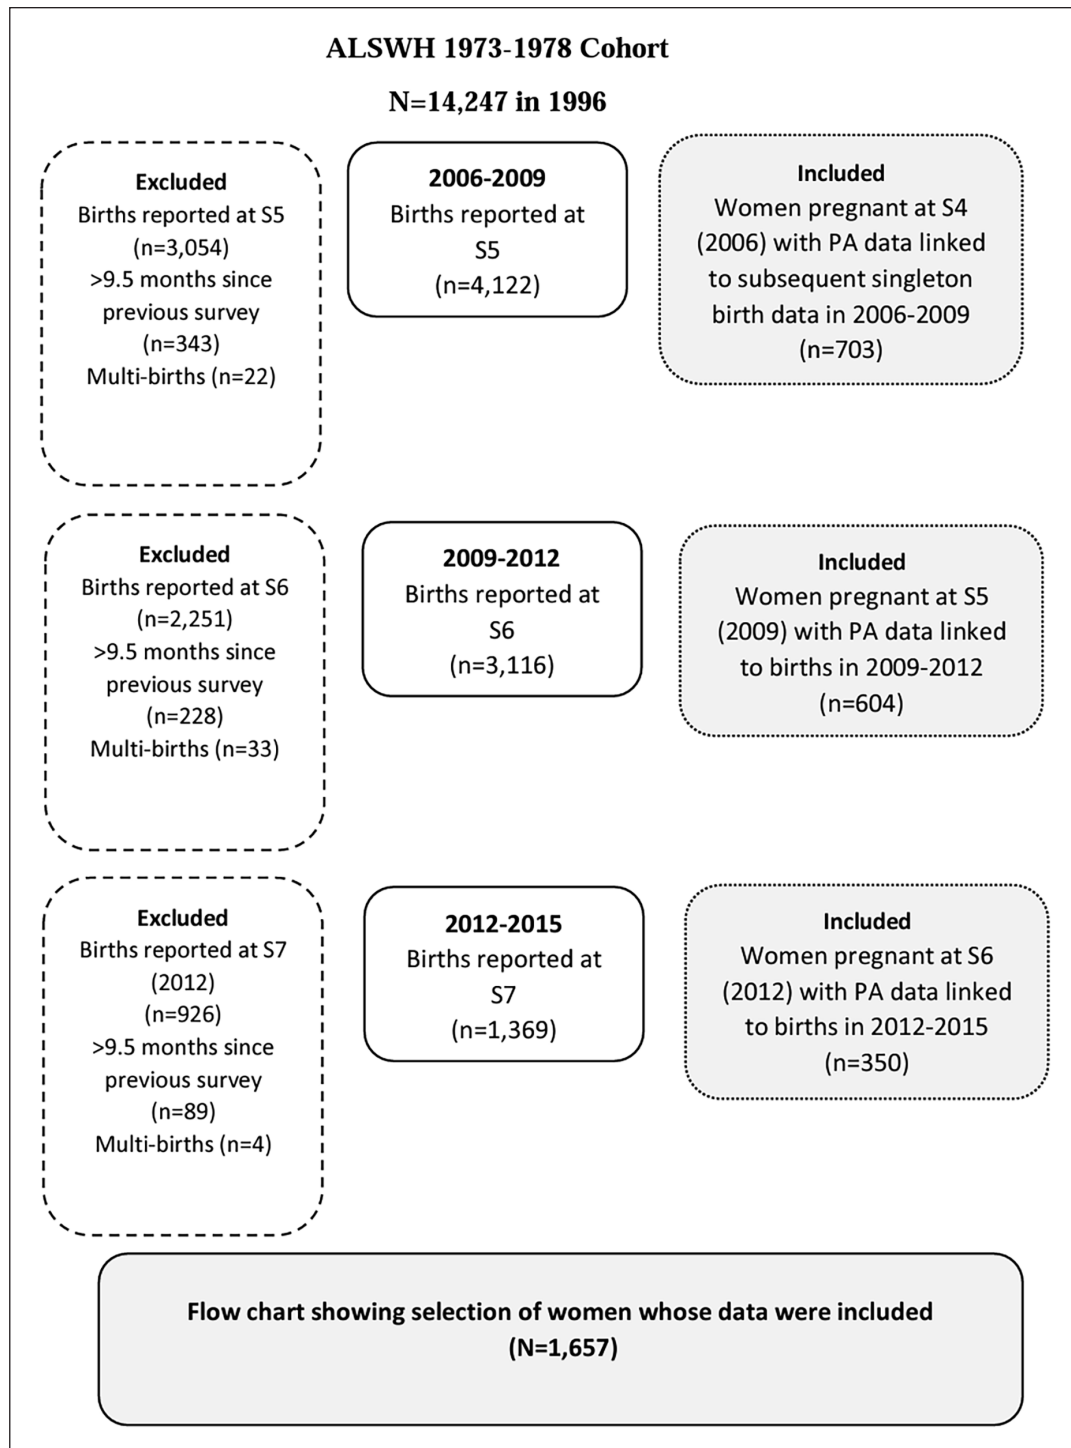 ALSWH 1973-1978 Cohort
N=14,247 in 1996
Excluded
Births reported at S5
(n=3,054)
>9.5 months since
previous survey
(n=343)
Multi-births (n=22)
2006-2009
Births reported at
S5
(n=4,122)
Included
Women pregnant at S4
(2006) with PA data linked
to subsequent singleton
birth data in 2006-2009
(n=703)
Excluded
Births reported at S6
(n=2,251)
>9.5 months since
previous survey
(n=228)
Multi-births (n=33)
2009-2012
Births reported at
S6
(n=3,116)
Included
Women pregnant at S5
(2009) with PA data linked
to births in 2009-2012
(n=604)
Excluded
Births reported at S7
(2012)
(n=926)
>9.5 months since
previous survey
(n=89)
Multi-births (n=4)
2012-2015
Births reported at
S7
(n=1,369)
Included
Women pregnant at S6
(2012) with PA data linked
to births in 2012-2015
(n=350)
Flow chart showing selection of women whose data were included
(N=1,657)